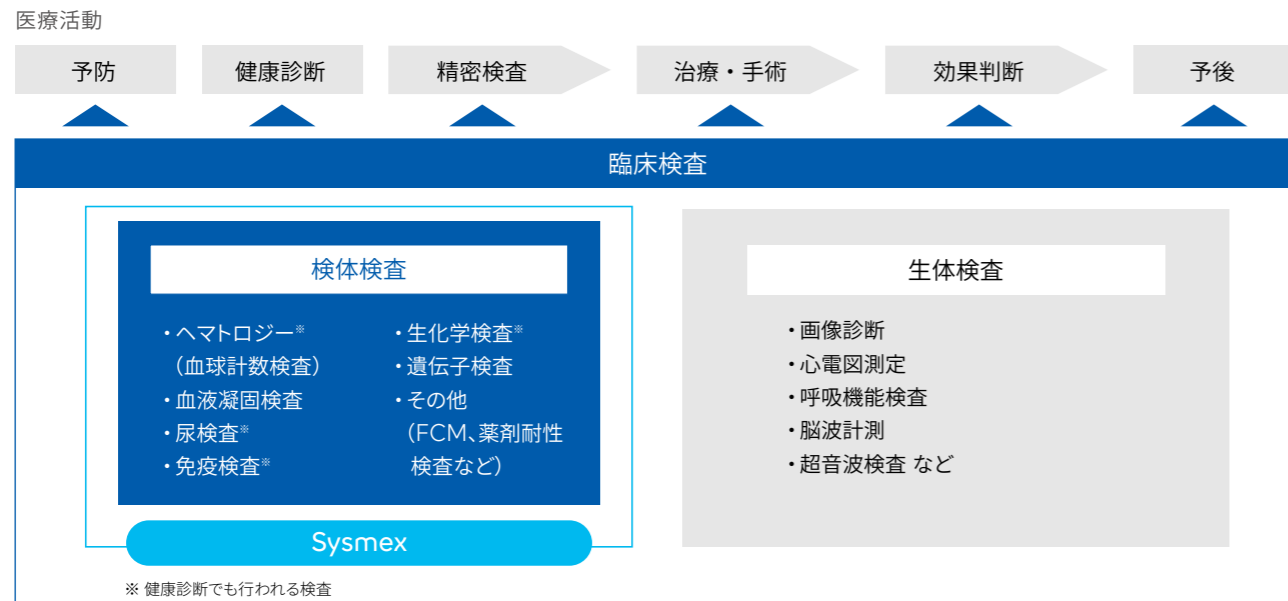 医療活動
予防
健康診断
精密検査
治療・手術
効果判断
予後
臨床検査
検体検査
・ヘマトロジー※
（血球計数検査）
・血液凝固検査
・尿検査※
・免疫検査※
・生化学検査※
・遺伝子検査
・その他
（FCM、薬剤耐性
検査など）
Sysmex
※ 健康診断でも行われる検査
生体検査
・画像診断
・心電図測定
・呼吸機能検査
・脳波計測
・超音波検査 など